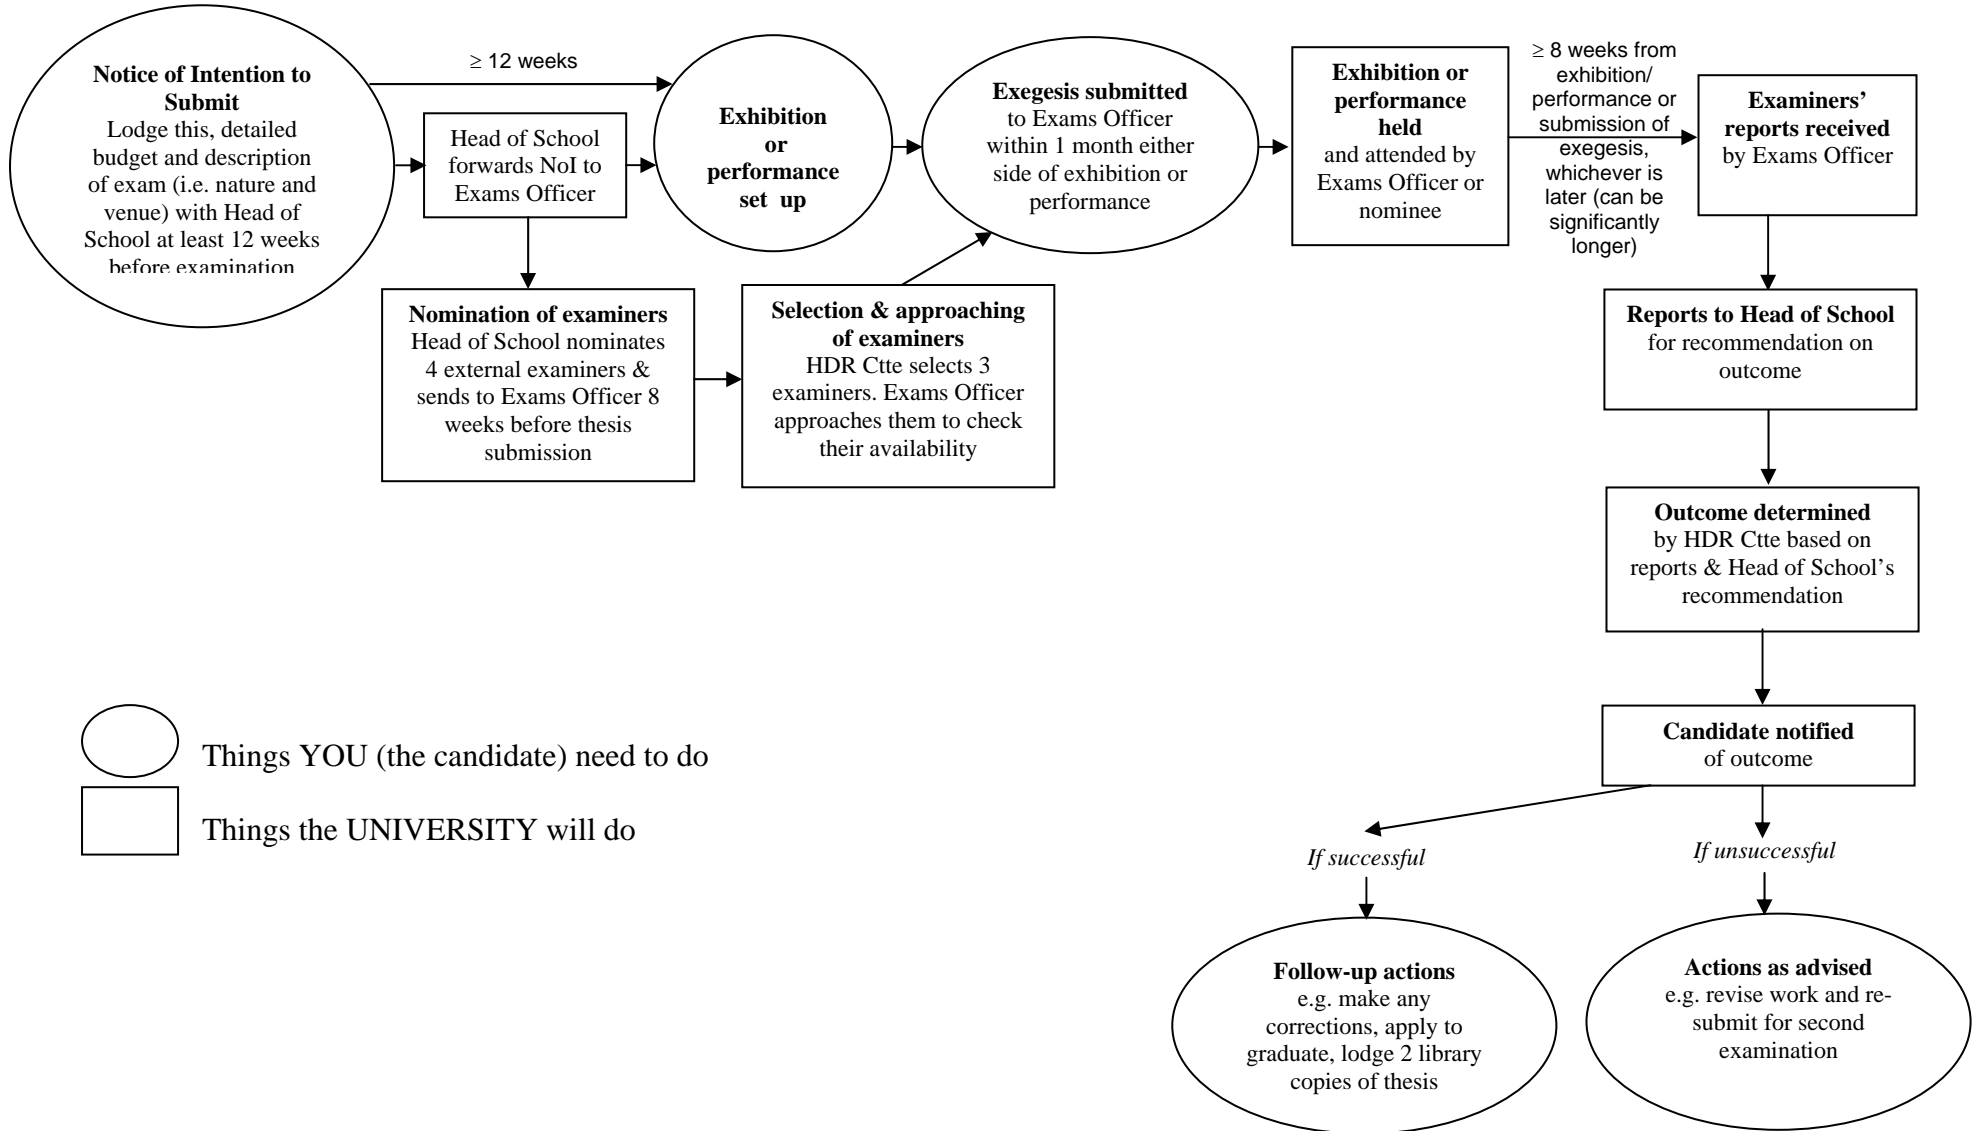 Notice of Intention to
Submit
Lodge this, detailed
budget and description
of exam (i.e. nature and
venue) with Head of
School at least 12 weeks
before examination
≥ 12 weeks
Head of School
forwards NoI to
Exams Officer
Exhibition
or
performance
set up
Exegesis submitted
to Exams Officer
within 1 month either
side of exhibition or
performance
Exhibition or
performance
held
and attended by
Exams Officer or
nominee
≥ 8 weeks from
exhibition/
performance or
submission of
exegesis,
whichever is
later (can be
significantly
longer)
Examiners’
reports received
by Exams Officer
Nomination of examiners
Head of School nominates
4 external examiners &
sends to Exams Officer 8
weeks before thesis
submission
Selection & approaching
of examiners
HDR Ctte selects 3
examiners. Exams Officer
approaches them to check
their availability
Reports to Head of School
for recommendation on
outcome
Outcome determined
by HDR Ctte based on
reports & Head of School’s
recommendation
Candidate notified
of outcome
Things YOU (the candidate) need to do
Things the UNIVERSITY will do
If successful
If unsuccessful
Follow-up actions
e.g. make any
corrections, apply to
graduate, lodge 2 library
copies of thesis
Actions as advised
e.g. revise work and re-
submit for second
examination